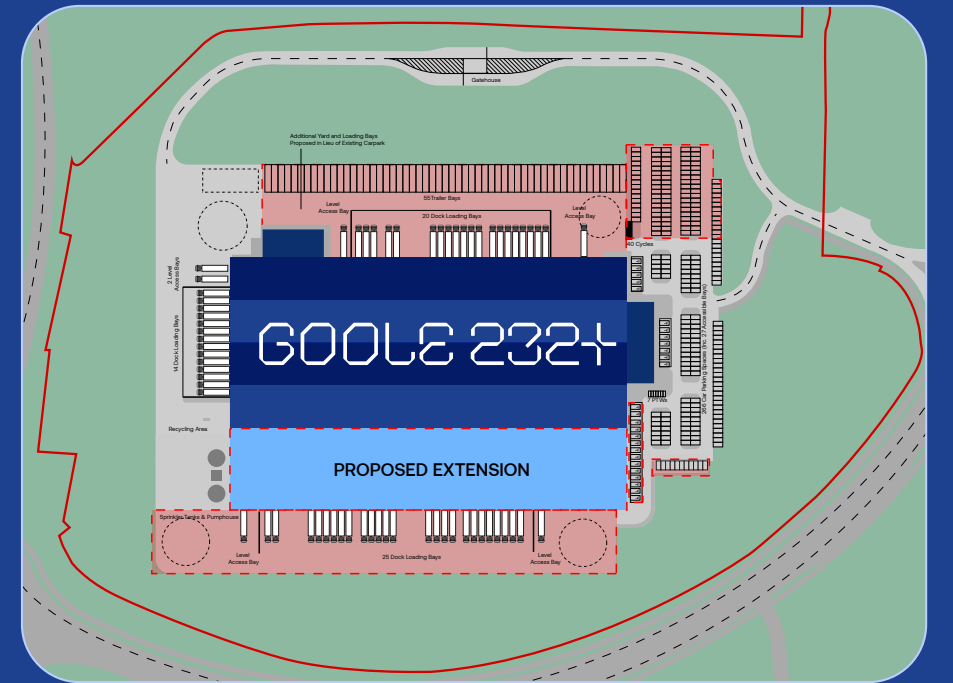 Gatehouse
Additional Yard and Loading Bays
Proposed in Lieu of Existing Carpark
55Trailer Bays
Level
Access Bay
20 Dock Loading Bays
Level
Access Bay
40 Cycles
2 Level
Access Bays
14 Dock Loading Bays
GOOLE 232+
266 Car Parking Spaces (Inc. 27 Accessible Bays)
7 PTWs
Recycling Area
PROPOSED EXTENSION
Sprinkler Tanks & Pumphouse
Level
Access Bay
25 Dock Loading Bays
Level
Access Bay